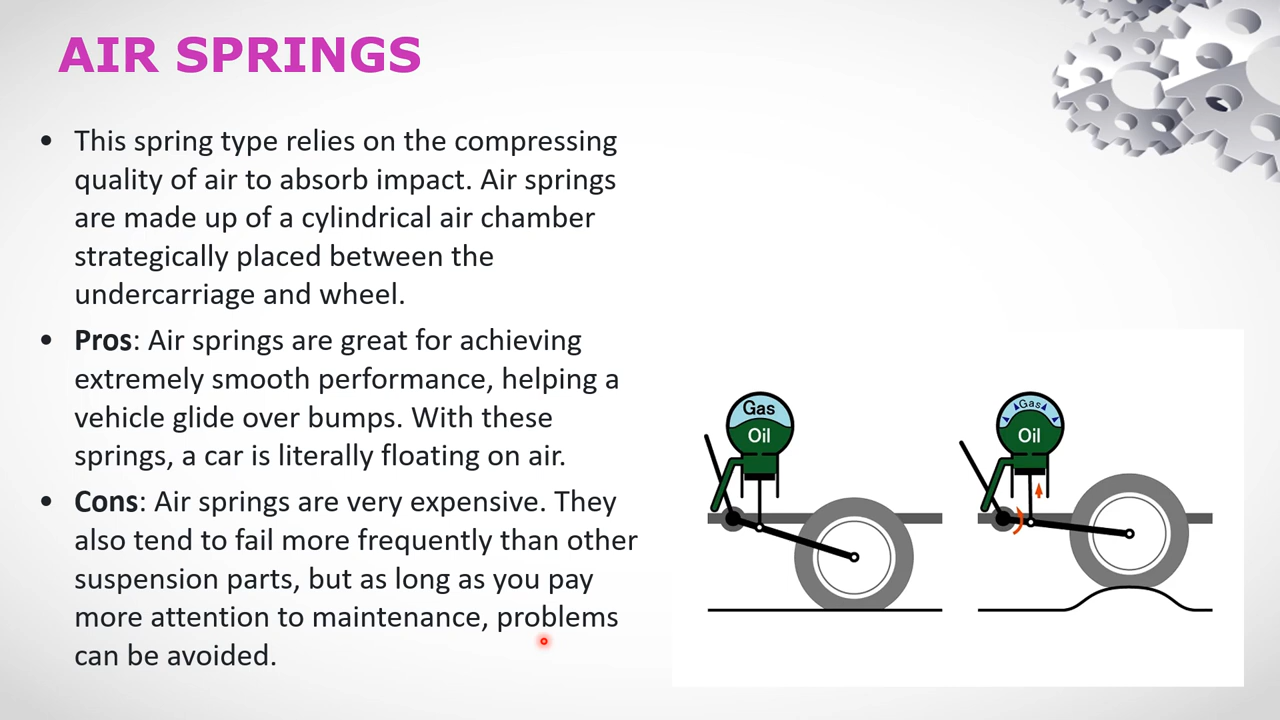 AIR SPRINGS
• This spring type relies on the compressing
quality of air to absorb impact. Air springs
are made up of a cylindrical air chamber
strategically placed between the
undercarriage and wheel.
• Pros: Air springs are great for achieving
extremely smooth performance, helping a
vehicle glide over bumps. With these
springs, a car is literally floating on air.
• Cons: Air springs are very expensive. They
also tend to fail more frequently than other
suspension parts, but as long as you pay
more attention to maintenance, problems
can be avoided.
Gas
Oil
Gas
Oil